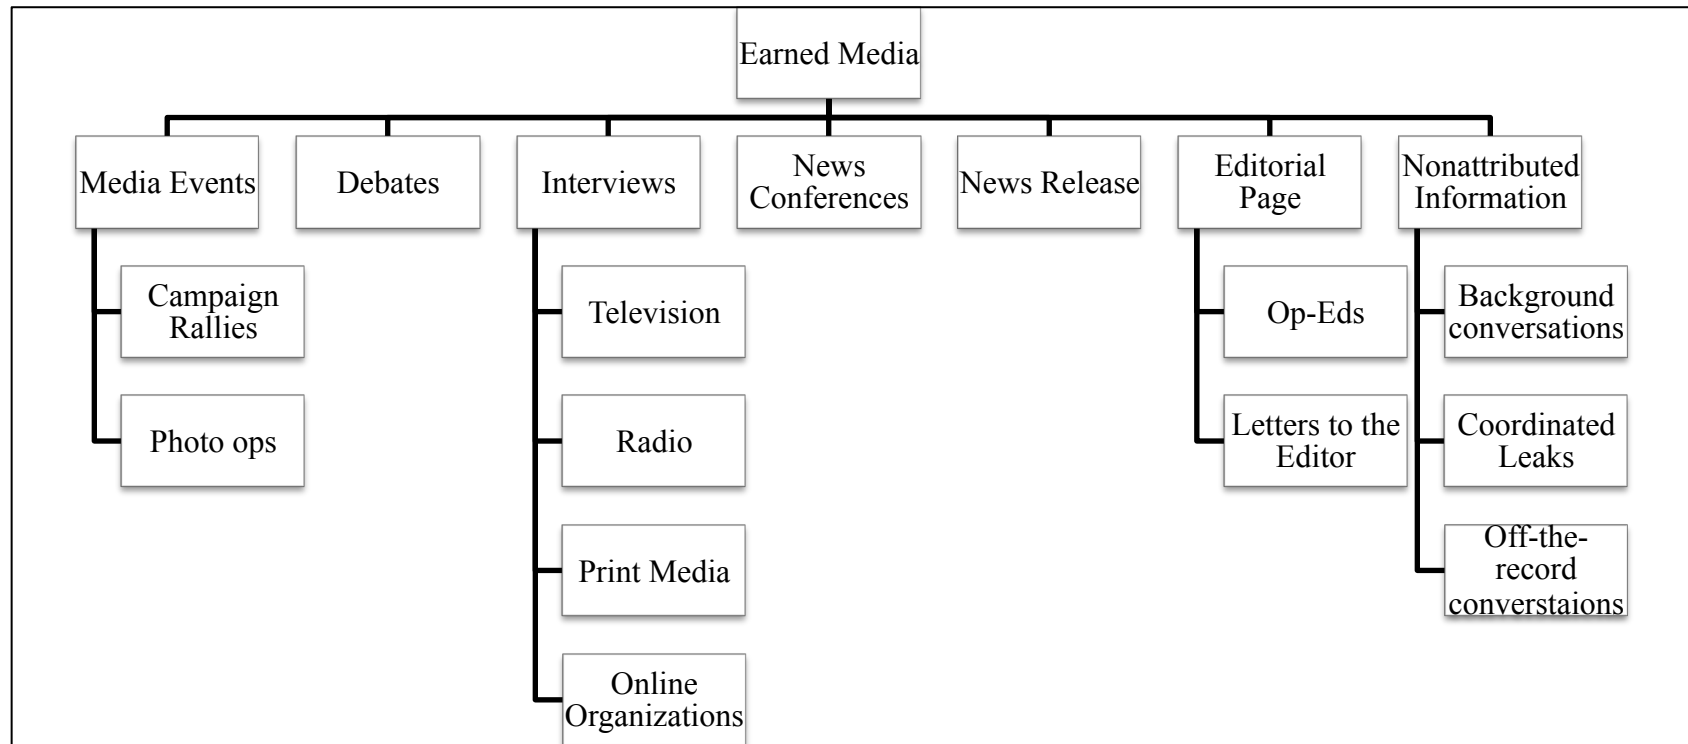 Earned Media
Media Events
Debates
Interviews
News
Conferences
News Release
Editorial
Page
Nonattributed
Information
Campaign
Rallies
Photo ops
Television
Radio
Print Media
Online
Organizations
Op-Eds
Letters to the
Editor
Background
conversations
Coordinated
Leaks
Off-the-
record
converstaions